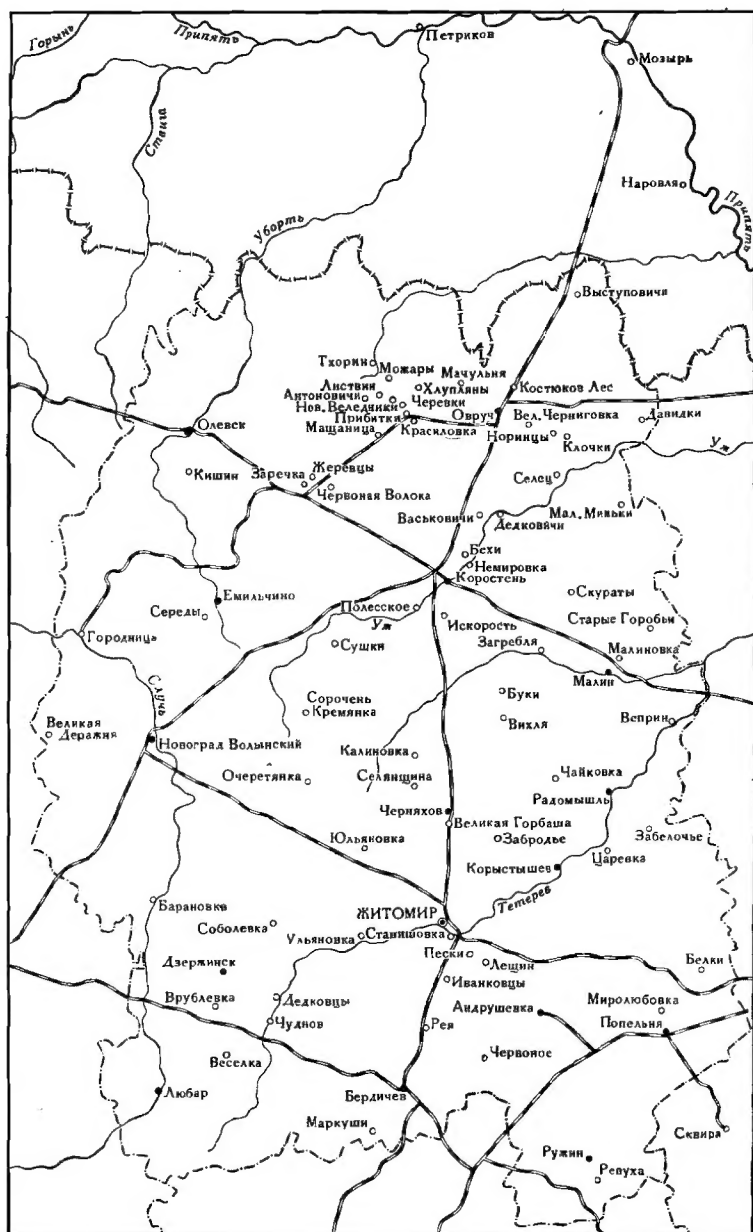 Горынь
Припять
Петриков
Мозырь
Ствига
Наровля
Припять
Уборть
Выступовичи
Тхорин
Можары
Мачульня
Листвин
Хлупляны
Костюков Лес
Антоновичи
Черевки
Нов. Веледники
Овруч
Вел. Черниговка
Давидки
Прибитки
Олевск
Мащаница
Красиловка
Норинцы
Клочки
Уж
Кишин
Заречка
Жеревцы
Селец
Червоная Волока
Васьковичи
Дедковичи
Мал. Миньки
Бехи
Немировка
Коростень
Скураты
Емильчино
Середы
Полесское
Уж
Искорость
Старые Горобьи
Городница
Сушки
Загребля
Малиновка
Малин
Случь
Буки
Сорочень
Кремянка
Вихля
Веприн
Великая
Деражня
Новоград Волынский
Калиновка
Очеретянка
Селянщина
Чайковка
Радомышль
Черняхов
Великая Горбаша
Юльяновка
Забродье
Забелочье
Царевка
Корыстышев
Барановка
Тетерев
Соболевка
ЖИТОМИР
Ульяновка
Станишовка
Пески
Дзержинск
Лещин
Белки
Иванковцы
Врублевка
Дедковцы
Андрушевка
Миролюбовка
Чуднов
Рея
Попельня
Веселка
Червоное
Любар
Бердичев
Маркуши
Сквира
Ружин
Репуха